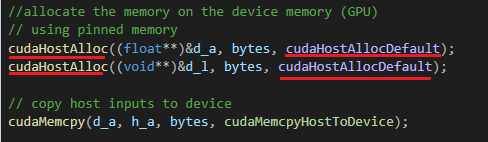 //allocate the memory on the device memory (GPU)
// using pinned memory
cudaHostAlloc((float**)&d_a, bytes, cudaHostAllocDefault);
cudaHostAlloc((void**)&d_l, bytes, cudaHostAllocDefault);
// copy host inputs to device
cudaMemcpy(d_a, h_a, bytes, cudaMemcpyHostToDevice);